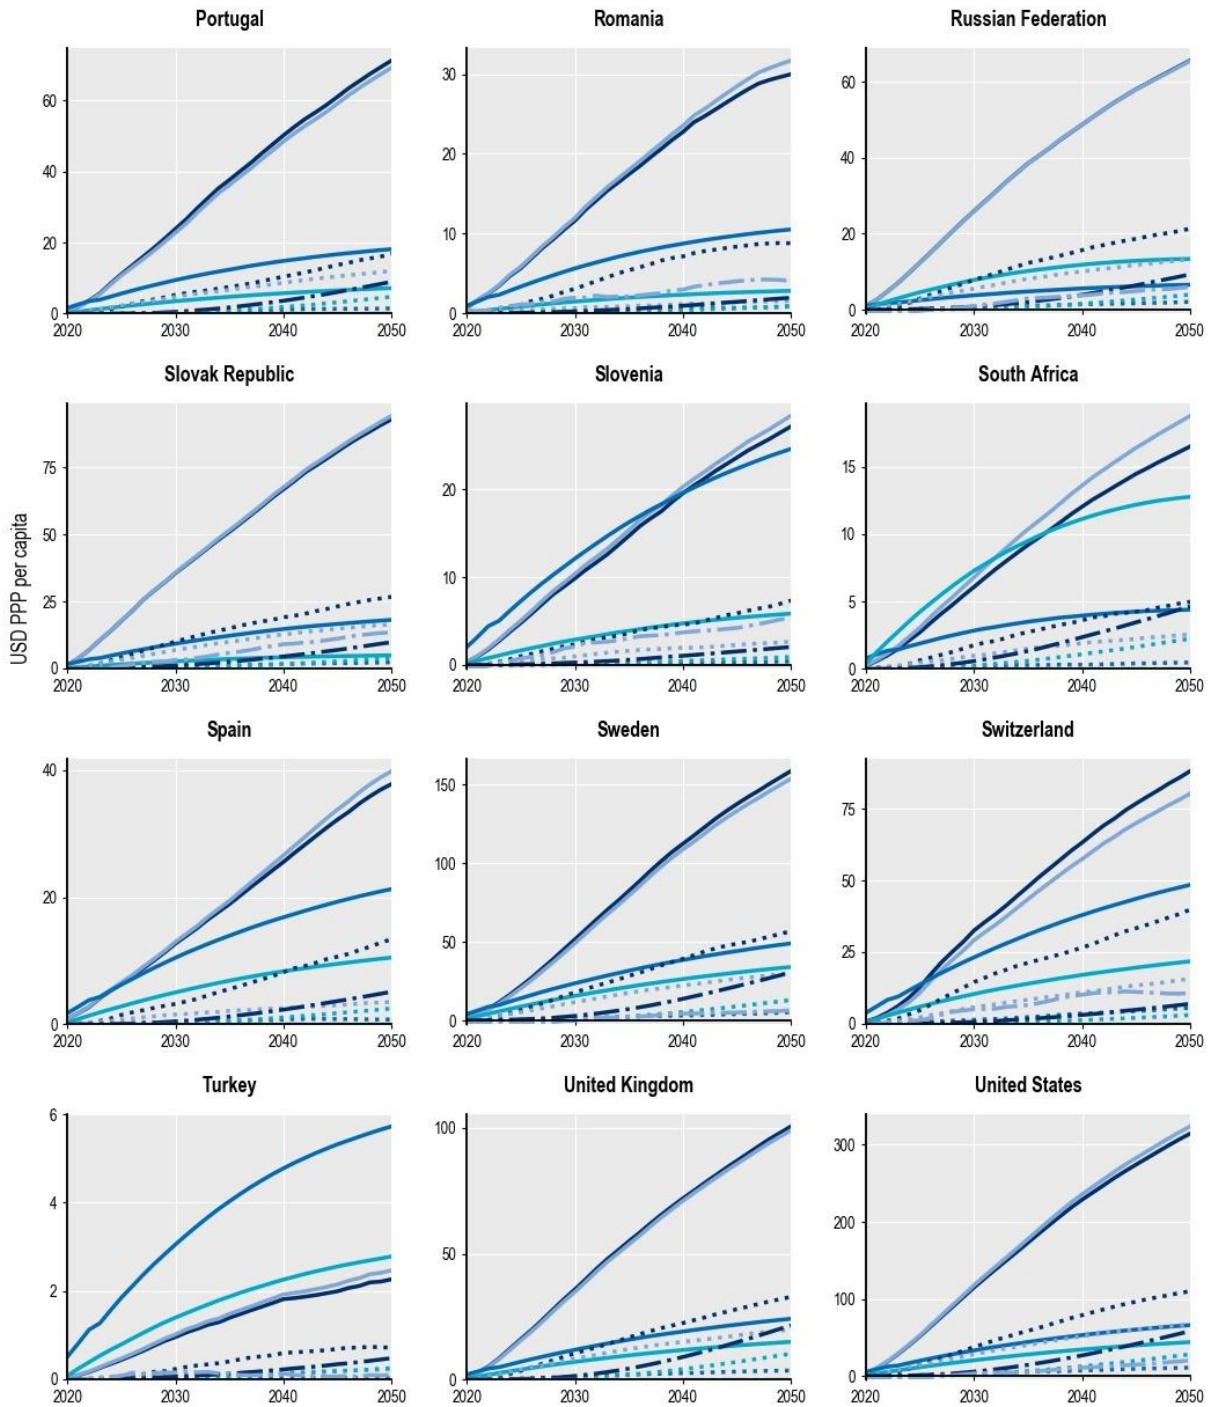 Portugal Romania Russian Federation
60 30 60
40 20 40
20 10 20
0 0 0
2020 2030 2040 2050 2020 2030 2040 2050 2020 2030 2040 2050
Slovak Republic Slovenia South Africa
75 20 15
50 10 10
25 5
0 0 0
2020 2030 2040 2050 2020 2030 2040 2050 2020 2030 2040 2050
USD PPP per capita
Spain Sweden Switzerland
40 150 75
20 100 50
50 25
0 0 0
2020 2030 2040 2050 2020 2030 2040 2050 2020 2030 2040 2050
Turkey United Kingdom United States
6 100 300
4 50 200
2 100
0 0 0
2020 2030 2040 2050 2020 2030 2040 2050 2020 2030 2040 2050